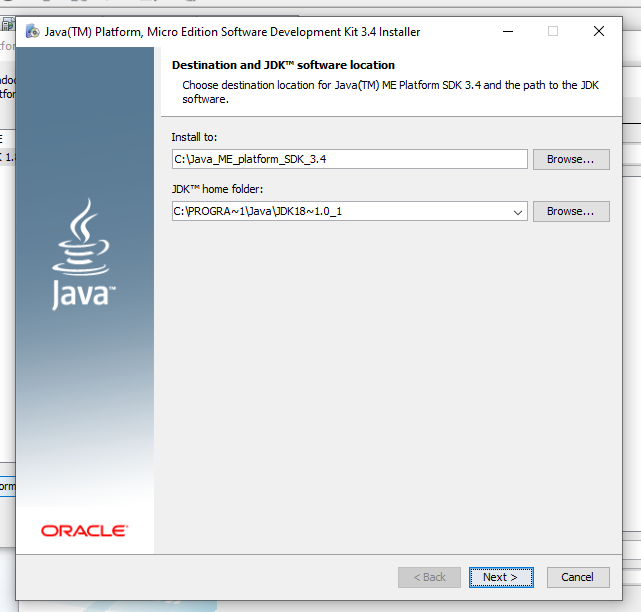 Java(TM) Platform, Micro Edition Software Development Kit 3.4 Installer
Destination and JDK™ software location
Choose destination location for Java(TM) ME Platform SDK 3.4 and the path to the JDK
software.
Install to:
C:\Java_ME_platform_SDK_3.4
Browse...
JDK™ home folder:
C:\PROGRA~1\Java\JDK18~1.0_1
Browse...
Java™
ORACLE
< Back
Next >
Cancel